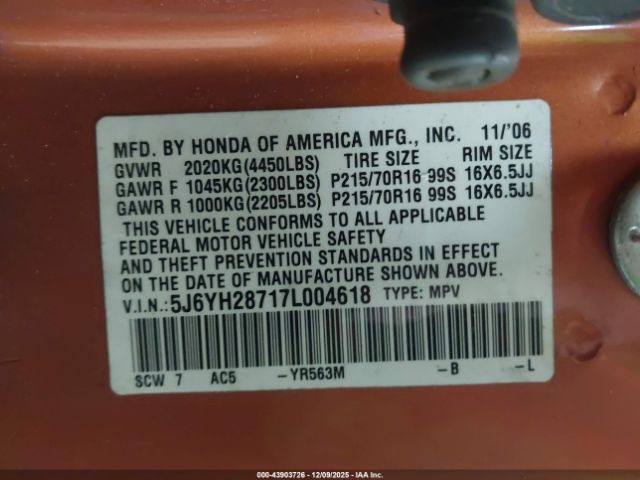 MFD. BY HONDA OF AMERICA MFG., INC. 11/'06
GVWR 2020KG(4450LBS) TIRE SIZE RIM SIZE
GAWR F 1045KG(2300LBS) P215/70R16 99S 16X6.5JJ
GAWR R 1000KG(2205LBS) P215/70R16 99S 16X6.5JJ
THIS VEHICLE CONFORMS TO ALL APPLICABLE
FEDERAL MOTOR VEHICLE SAFETY
AND THEFT PREVENTION STANDARDS IN EFFECT
ON THE DATE OF MANUFACTURE SHOWN ABOVE.
V.I.N.: 5J6YH28717L004618 TYPE: MPV
SCW 7 AC5 -YR563M -B -L
000-43903726 - 12/09/2025 - IAA Inc.